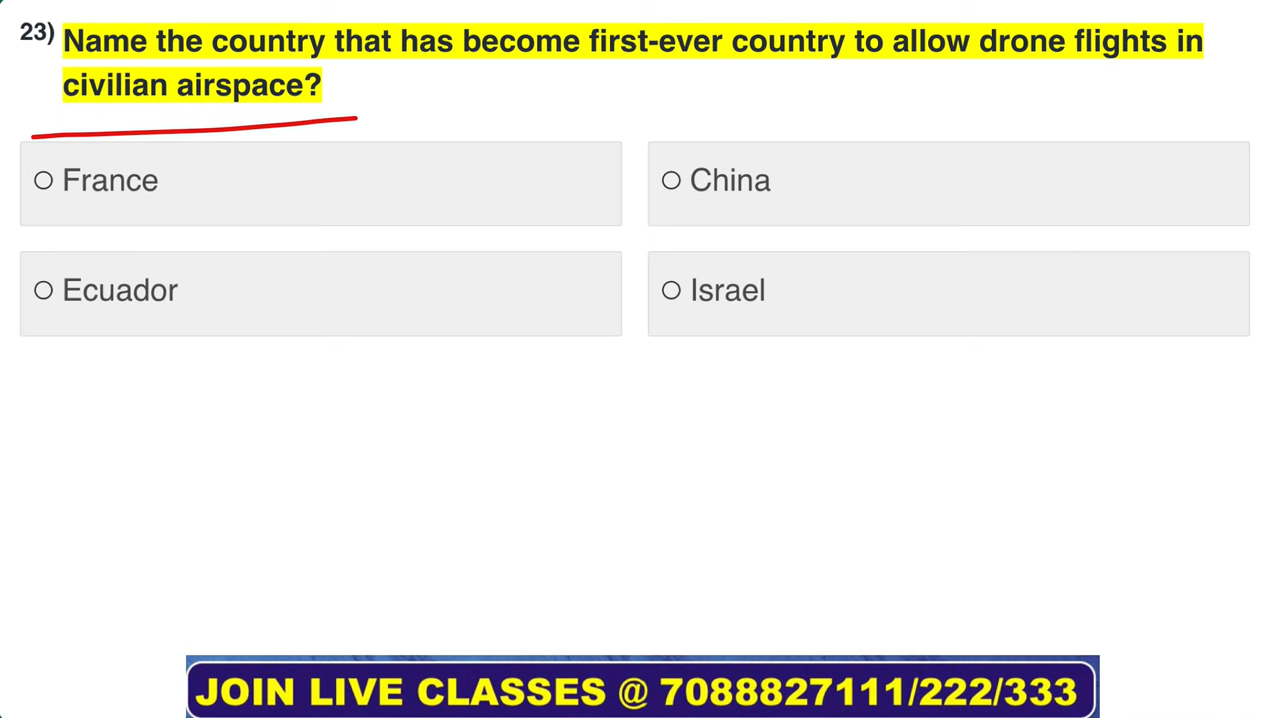 23) Name the country that has become first-ever country to allow drone flights in
civilian airspace?
France
China
Ecuador
Israel
JOIN LIVE CLASSES @ 7088827111/222/333